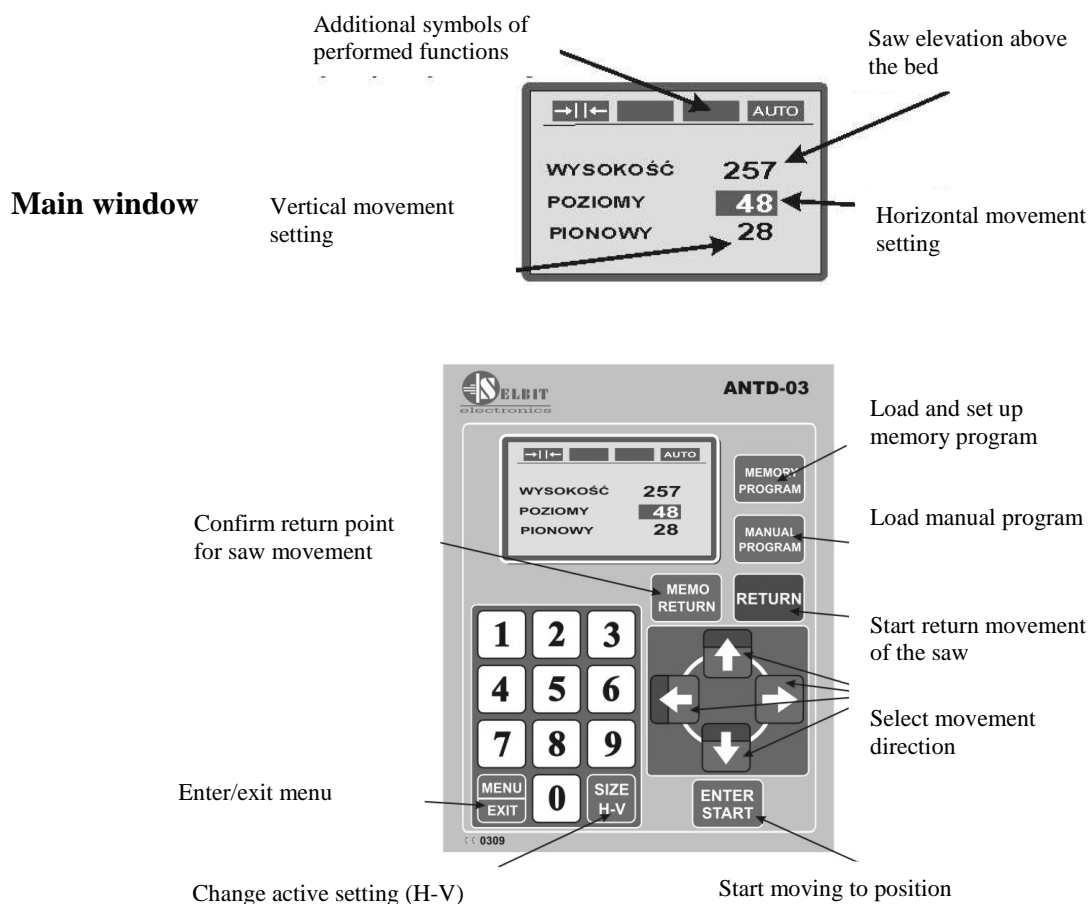 Additional symbols of
performed functions
Saw elevation above
the bed
→||← AUTO
WYSOKOŚĆ 257
POZIOMY 48
PIONOWY 28
Main window
Vertical movement
setting
Horizontal movement
setting
SELBIT
electronics
ANTD-03
→||← AUTO
WYSOKOŚĆ 257
POZIOMY 48
PIONOWY 28
MEMORY
PROGRAM
MANUAL
PROGRAM
MEMO
RETURN
RETURN
Load and set up
memory program
Load manual program
Confirm return point
for saw movement
Start return movement
of the saw
Select movement
direction
1 2 3
4 5 6
7 8 9
MENU
EXIT
0
SIZE
H-V
ENTER
START
Enter/exit menu
CE 0309
Change active setting (H-V)
Start moving to position